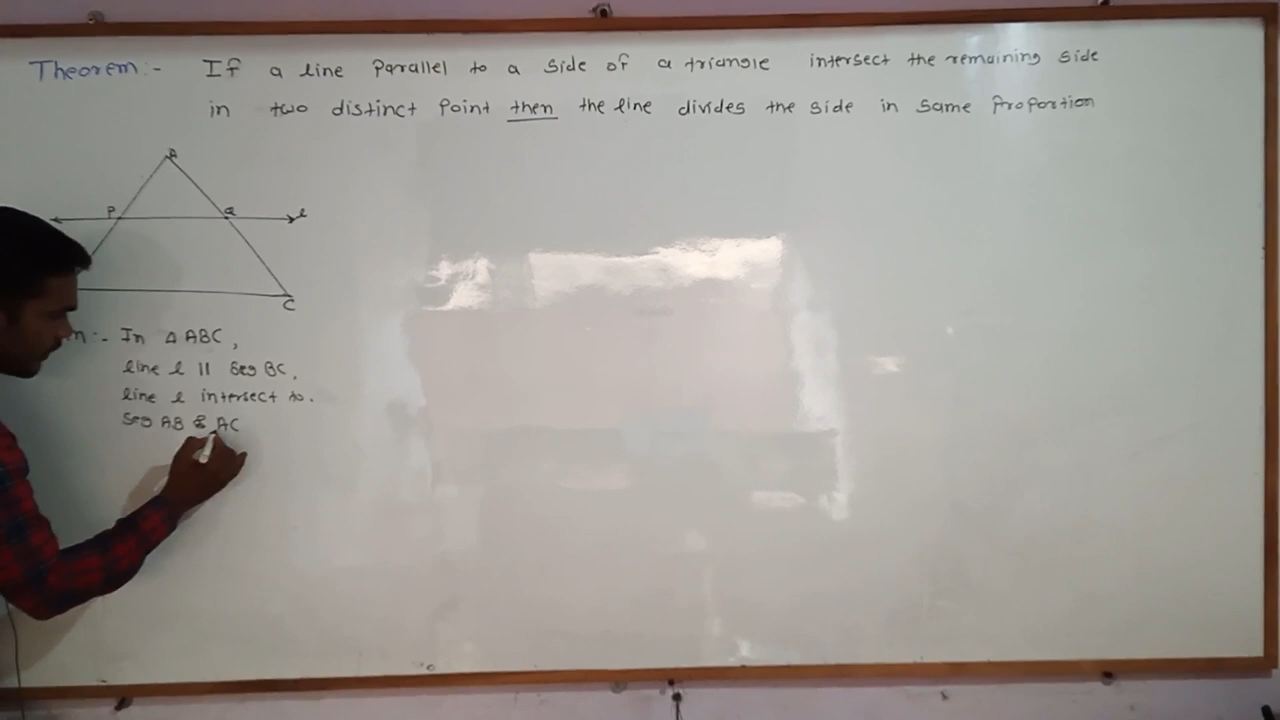 Theorem :- If a line Parallel to a side of a triangle intersect the remaining side
in two distinct Point then the line divides the side in same Proportion
A
P Q l
C
n :- In △ ABC,
line l || seg BC.
line l intersect to.
Seg AB & AC